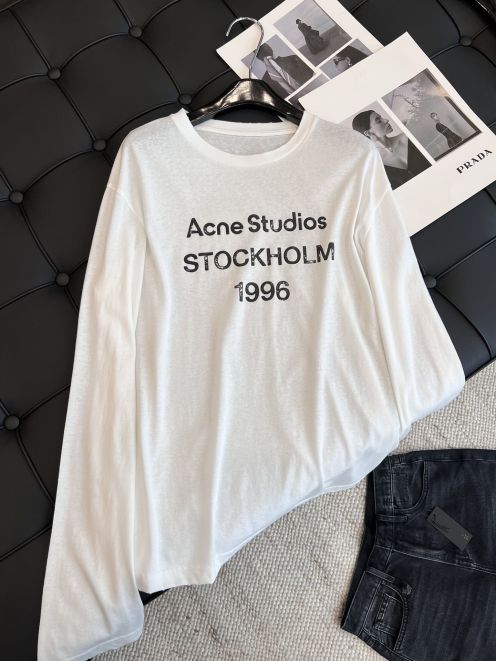 PRADA
Acne Studios
STOCKHOLM
1996